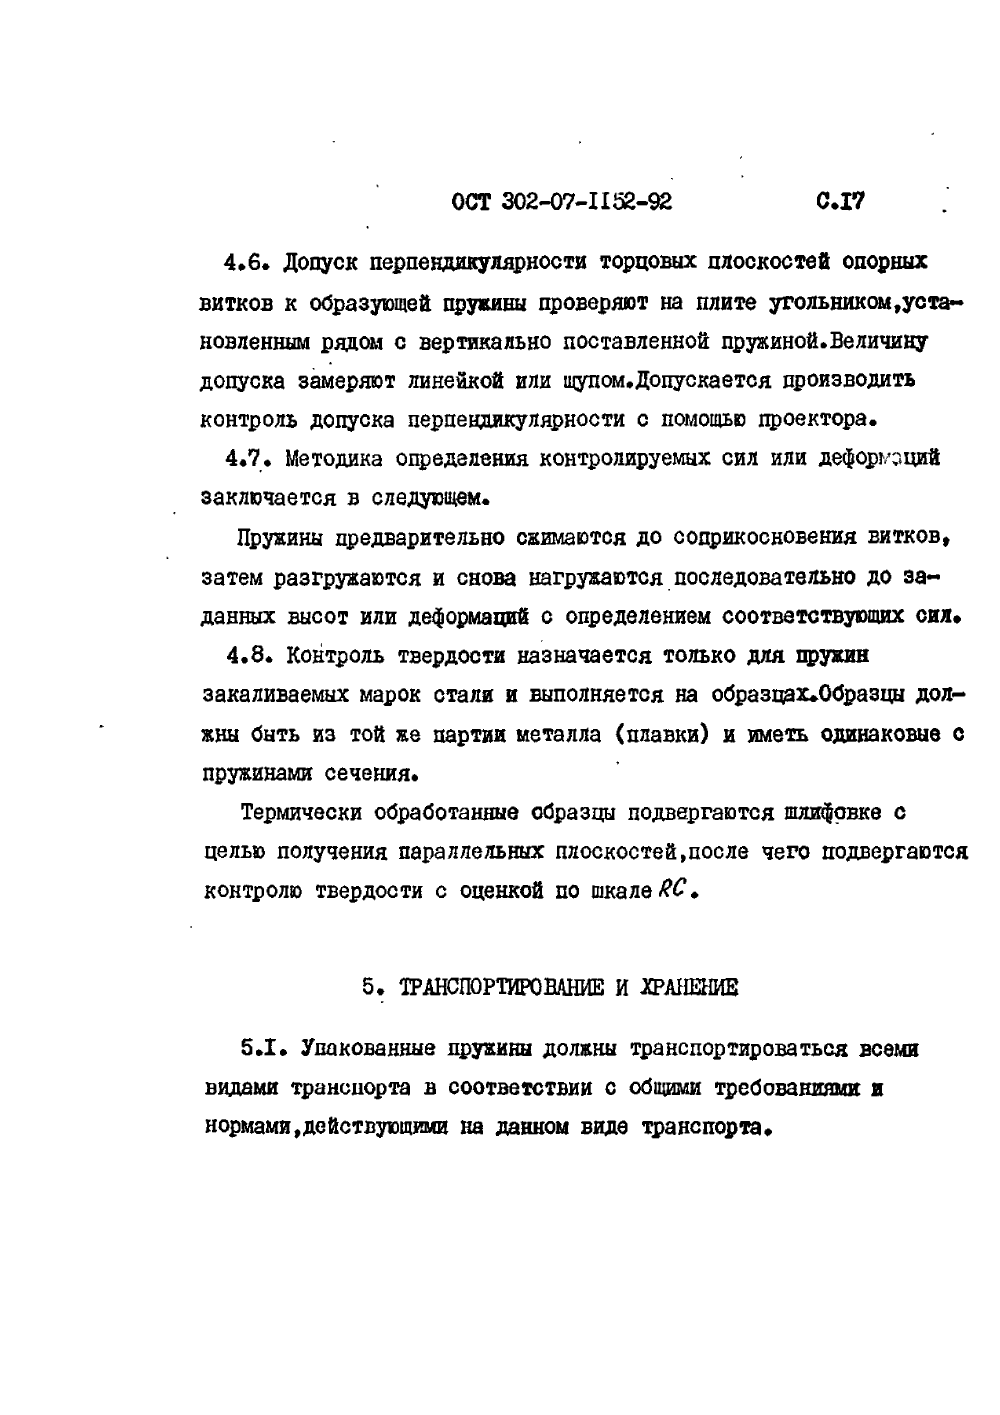 ОСТ 302-07-II52-92 С.I7
4.6. Допуск перпендикулярности торцовых плоскостей опорных
витков к образующей пружины проверяют на плите угольником,уста-
новленным рядом с вертикально поставленной пружиной.Величину
допуска замеряют линейкой или щупом.Допускается производить
контроль допуска перпендикулярности с помощью проектора.
4.7. Методика определения контролируемых сил или деформаций
заключается в следующем.
Пружины предварительно сжимаются до соприкосновения витков,
затем разгружаются и снова нагружаются последовательно до за-
данных высот или деформаций с определением соответствующих сил.
4.8. Контроль твердости назначается только для пружин
закаливаемых марок стали и выполняется на образцах.Образцы дол-
жны быть из той же партии металла (плавки) и иметь одинаковые с
пружинами сечения.
Термически обработанные образцы подвергаются шлифовке с
целью получения параллельных плоскостей,после чего подвергаются
контролю твердости с оценкой по шкале RC.
5. ТРАНСПОРТИРОВАНИЕ И ХРАНЕНИЕ
5.I. Упакованные пружины должны транспортироваться всеми
видами транспорта в соответствии с общими требованиями и
нормами,действующими на данном виде транспорта.